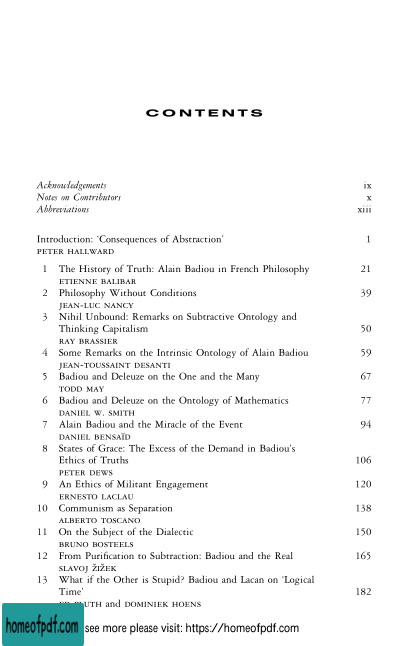 CONTENTS
Acknowledgements ix
Notes on Contributors x
Abbreviations xiii
Introduction: ‘Consequences of Abstraction’ 1
PETER HALLWARD
1 The History of Truth: Alain Badiou in French Philosophy 21
ETIENNE BALIBAR
2 Philosophy Without Conditions 39
JEAN-LUC NANCY
3 Nihil Unbound: Remarks on Subtractive Ontology and
Thinking Capitalism 50
RAY BRASSIER
4 Some Remarks on the Intrinsic Ontology of Alain Badiou 59
JEAN-TOUSSAINT DESANTI
5 Badiou and Deleuze on the One and the Many 67
TODD MAY
6 Badiou and Deleuze on the Ontology of Mathematics 77
DANIEL W. SMITH
7 Alain Badiou and the Miracle of the Event 94
DANIEL BENSAÏD
8 States of Grace: The Excess of the Demand in Badiou's
Ethics of Truths 106
PETER DEWS
9 An Ethics of Militant Engagement 120
ERNESTO LACLAU
10 Communism as Separation 138
ALBERTO TOSCANO
11 On the Subject of the Dialectic 150
BRUNO BOSTEELS
12 From Purification to Subtraction: Badiou and the Real 165
SLAVOJ ŽIŽEK
13 What if the Other is Stupid? Badiou and Lacan on ‘Logical
Time’ 182
and DOMINIEK HOENS
homeofpdf.com see more please visit: https://homeofpdf.com